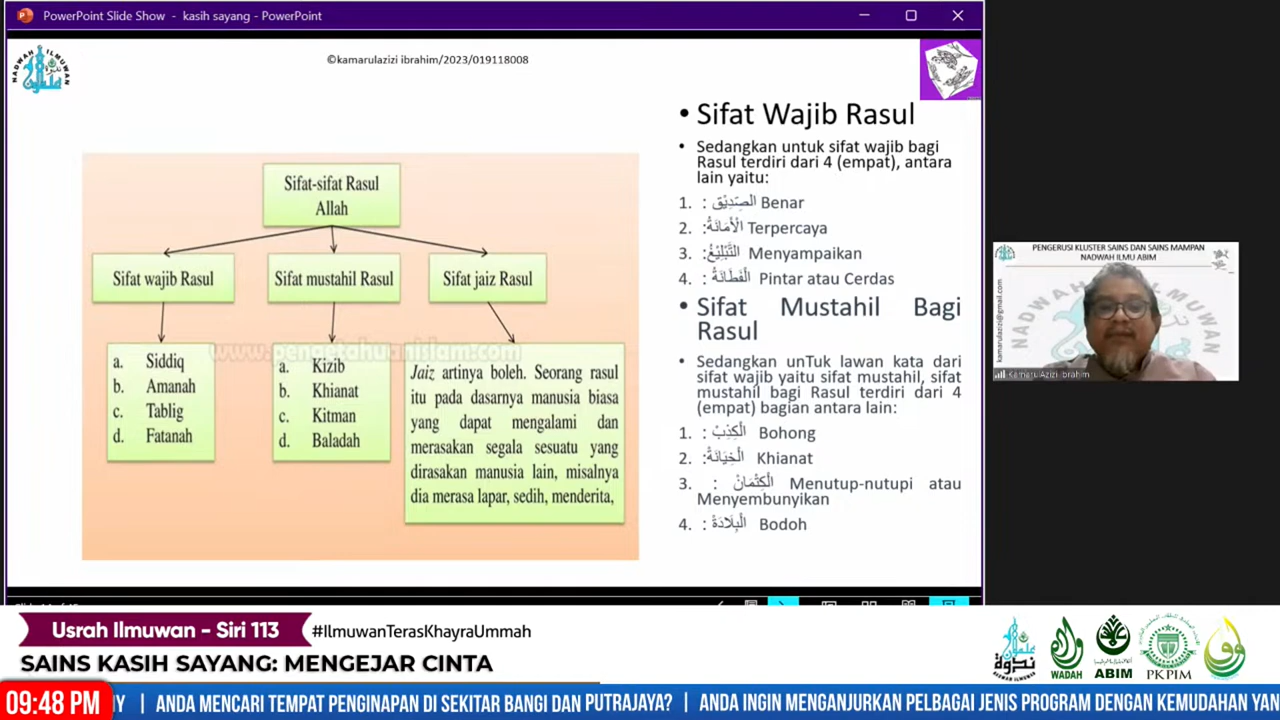 PowerPoint Slide Show - kasih sayang - PowerPoint
NADWAH ILMUWAN
©kamarulazizi ibrahim/2023/019118008
Sifat-sifat Rasul
Allah
Sifat wajib Rasul
Sifat mustahil Rasul
Sifat jaiz Rasul
a. Siddiq
b. Amanah
c. Tablig
d. Fatanah
a. Kizib
b. Khianat
c. Kitman
d. Baladah
Jaiz artinya boleh. Seorang rasul
itu pada dasarnya manusia biasa
yang dapat mengalami dan
merasakan segala sesuatu yang
dirasakan manusia lain, misalnya
dia merasa lapar, sedih, menderita,
www.pengetahuanislam.com
• Sifat Wajib Rasul
• Sedangkan untuk sifat wajib bagi
Rasul terdiri dari 4 (empat), antara
lain yaitu:
1. الصِّدِيْق : Benar
2. الْأَمَانَةُ: Terpercaya
3. التَّبْلِيْغُ: Menyampaikan
4. الْفَطَانَةُ : Pintar atau Cerdas
• Sifat Mustahil Bagi
Rasul
• Sedangkan unTuk lawan kata dari
sifat wajib yaitu sifat mustahil, sifat
mustahil bagi Rasul terdiri dari 4
(empat) bagian antara lain:
1. الْكِذِبْ : Bohong
2. الْخِيَانَةُ: Khianat
3. الْكِتْمَانْ : Menutup-nutupi atau
Menyembunyikan
4. الْبِلَادَةُ : Bodoh
PENGERUSI KLUSTER SAINS DAN SAINS MAMPAN
NADWAH ILMU ABIM
kamarulazizi@gmail.com
NADWAH ILMUWAN
KamarulAzizi Ibrahim
Usrah Ilmuwan - Siri 113
#IlmuwanTerasKhayraUmmah
SAINS KASIH SAYANG: MENGEJAR CINTA
WADAH
ABIM
PKPIM
09:48 PM
| ANDA MENCARI TEMPAT PENGINAPAN DI SEKITAR BANGI DAN PUTRAJAYA? | ANDA INGIN MENGANJURKAN PELBAGAI JENIS PROGRAM DENGAN KEMUDAHAN YAN